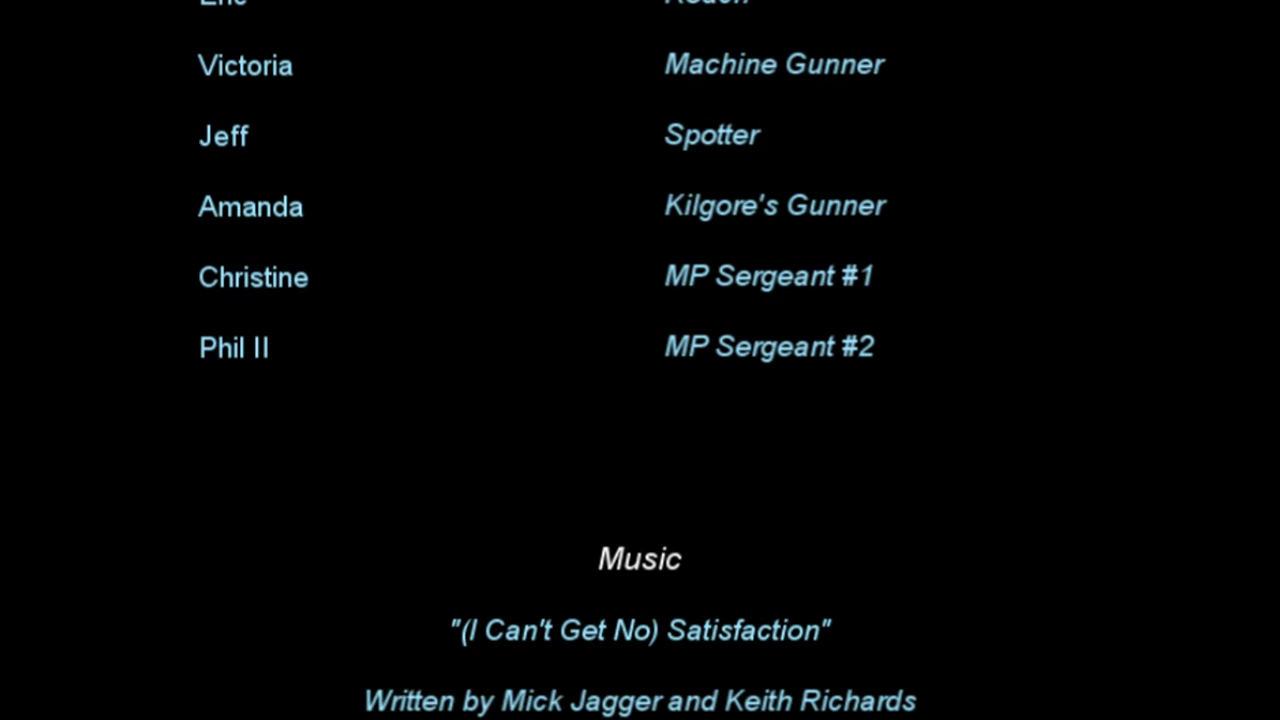 Victoria Machine Gunner
Jeff Spotter
Amanda Kilgore's Gunner
Christine MP Sergeant #1
Phil II MP Sergeant #2
Music
"(I Can't Get No) Satisfaction"
Written by Mick Jagger and Keith Richards